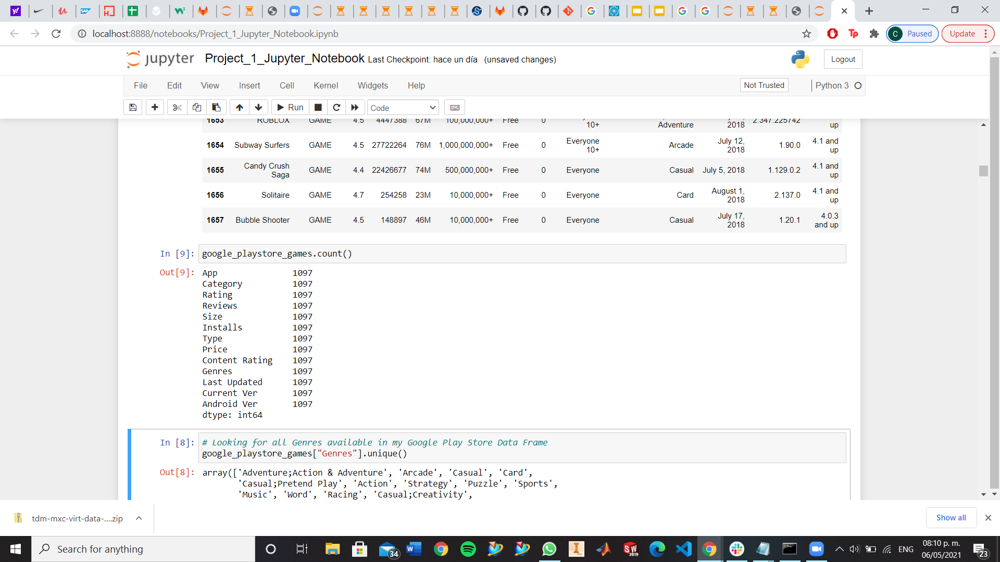 localhost:8888/notebooks/Project_1_Jupyter_Notebook.ipynb
C Paused Update
jupyter Project_1_Jupyter_Notebook Last Checkpoint: hace un día (unsaved changes)
Logout
File Edit View Insert Cell Kernel Widgets Help
Not Trusted Python 3
Run Code
1653 ROBLOX GAME 4.5 4447388 67M 100,000,000+ Free 0 10+ Adventure 2018 2.347.225742 up
1654 Subway Surfers GAME 4.5 27722264 76M 1,000,000,000+ Free 0 Everyone 10+ Arcade July 12, 2018 1.90.0 4.1 and up
1655 Candy Crush Saga GAME 4.4 22426677 74M 500,000,000+ Free 0 Everyone Casual July 5, 2018 1.129.0.2 4.1 and up
1656 Solitaire GAME 4.7 254258 23M 10,000,000+ Free 0 Everyone Card August 1, 2018 2.137.0 4.1 and up
1657 Bubble Shooter GAME 4.5 148897 46M 10,000,000+ Free 0 Everyone Casual July 17, 2018 1.20.1 4.0.3 and up
In [9]: google_playstore_games.count()
Out[9]: App 1097
Category 1097
Rating 1097
Reviews 1097
Size 1097
Installs 1097
Type 1097
Price 1097
Content Rating 1097
Genres 1097
Last Updated 1097
Current Ver 1097
Android Ver 1097
dtype: int64
In [8]: # Looking for all Genres available in my Google Play Store Data Frame
google_playstore_games["Genres"].unique()
Out[8]: array(['Adventure;Action & Adventure', 'Arcade', 'Casual', 'Card',
'Casual;Pretend Play', 'Action', 'Strategy', 'Puzzle', 'Sports',
'Music', 'Word', 'Racing', 'Casual;Creativity',
tdm-mxc-virt-data-....zip
Show all
Search for anything
34
ENG
08:10 p. m.
06/05/2021
23